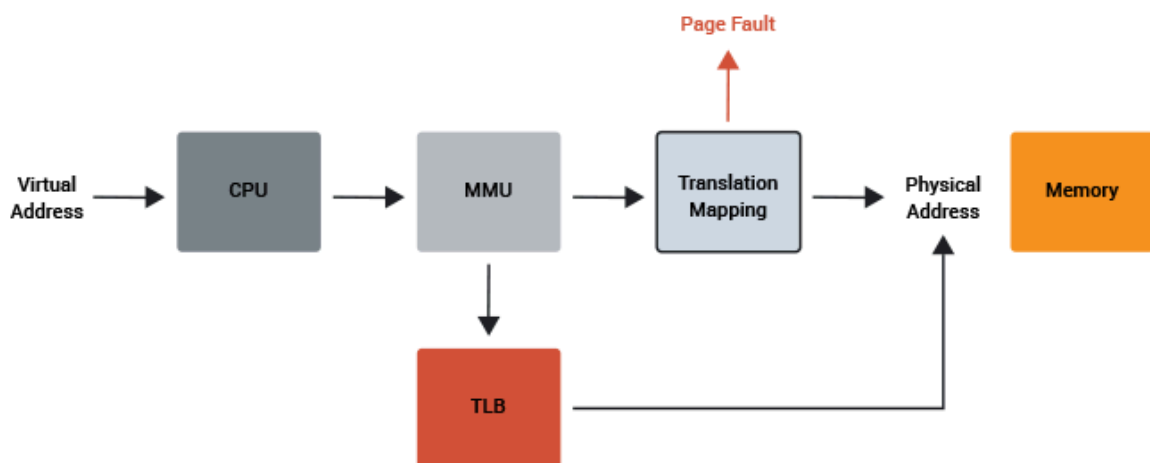 Page Fault
Virtual
Address
CPU
MMU
Translation
Mapping
Physical
Address
Memory
TLB